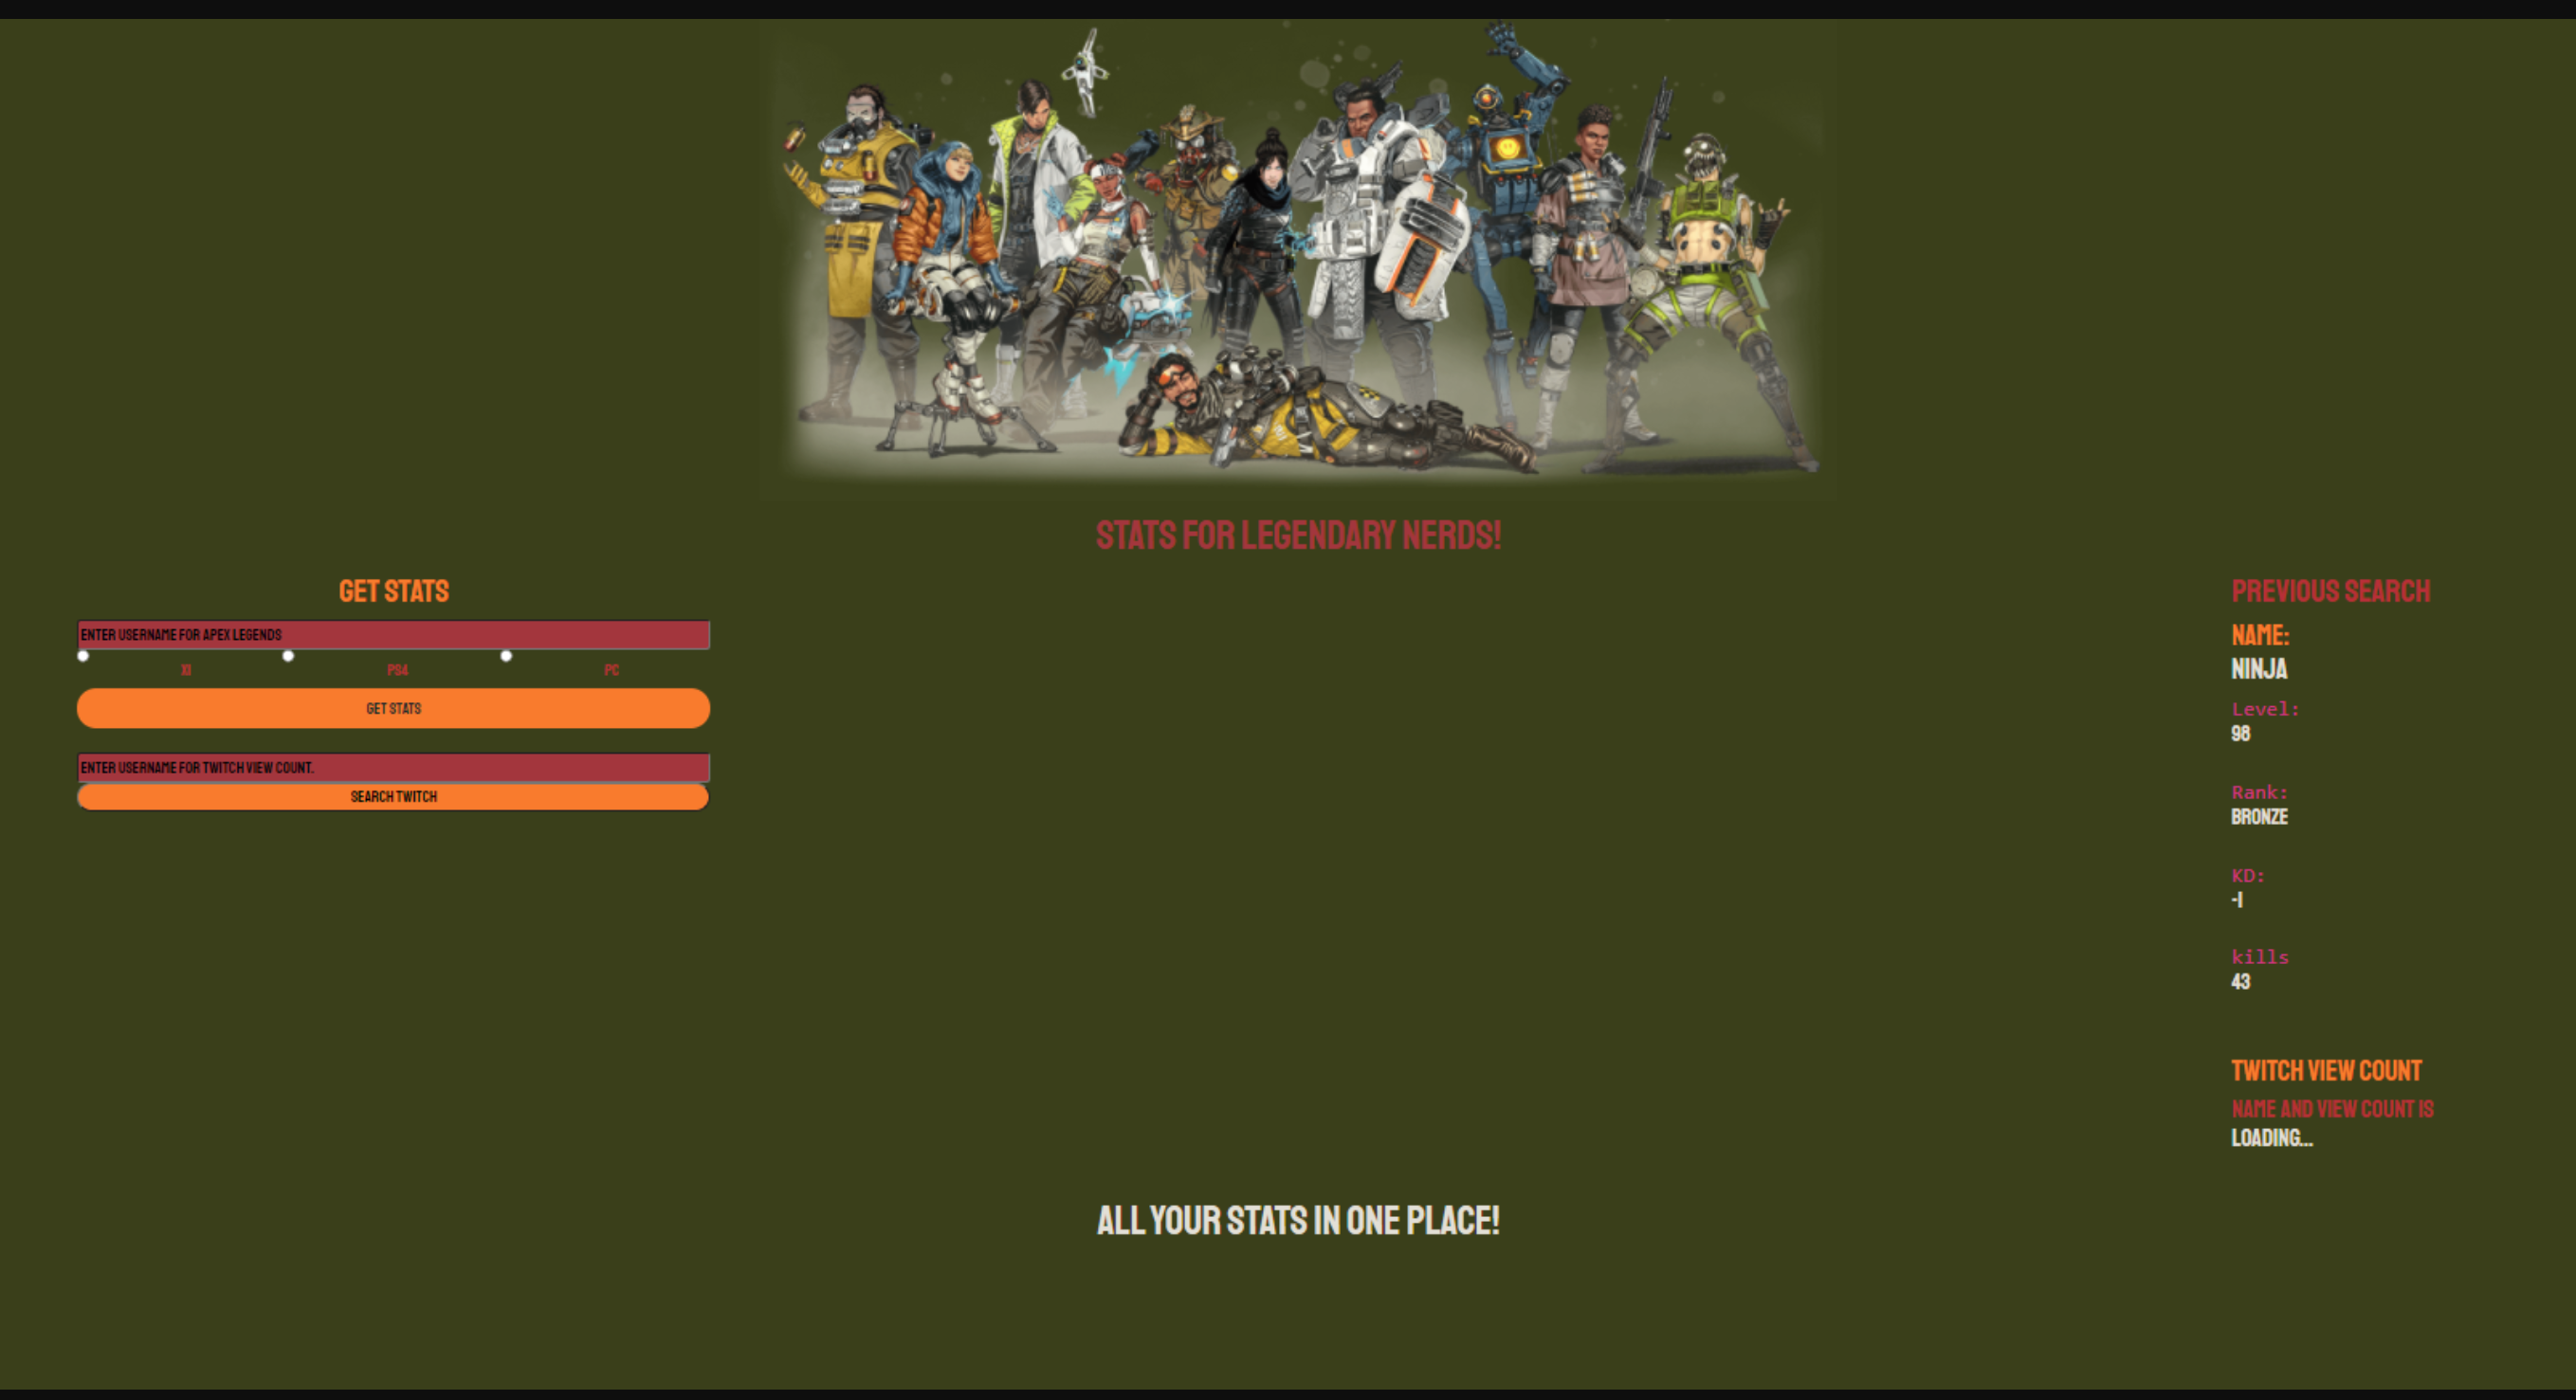 STATS FOR LEGENDARY NERDS!
GET STATS
ENTER USERNAME FOR APEX LEGENDS
X1 PS4 PC
GET STATS
ENTER USERNAME FOR TWITCH VIEW COUNT.
SEARCH TWITCH
PREVIOUS SEARCH
NAME:
NINJA
Level:
98
Rank:
BRONZE
KD:
-1
kills
43
TWITCH VIEW COUNT
NAME AND VIEW COUNT IS
LOADING...
ALL YOUR STATS IN ONE PLACE!